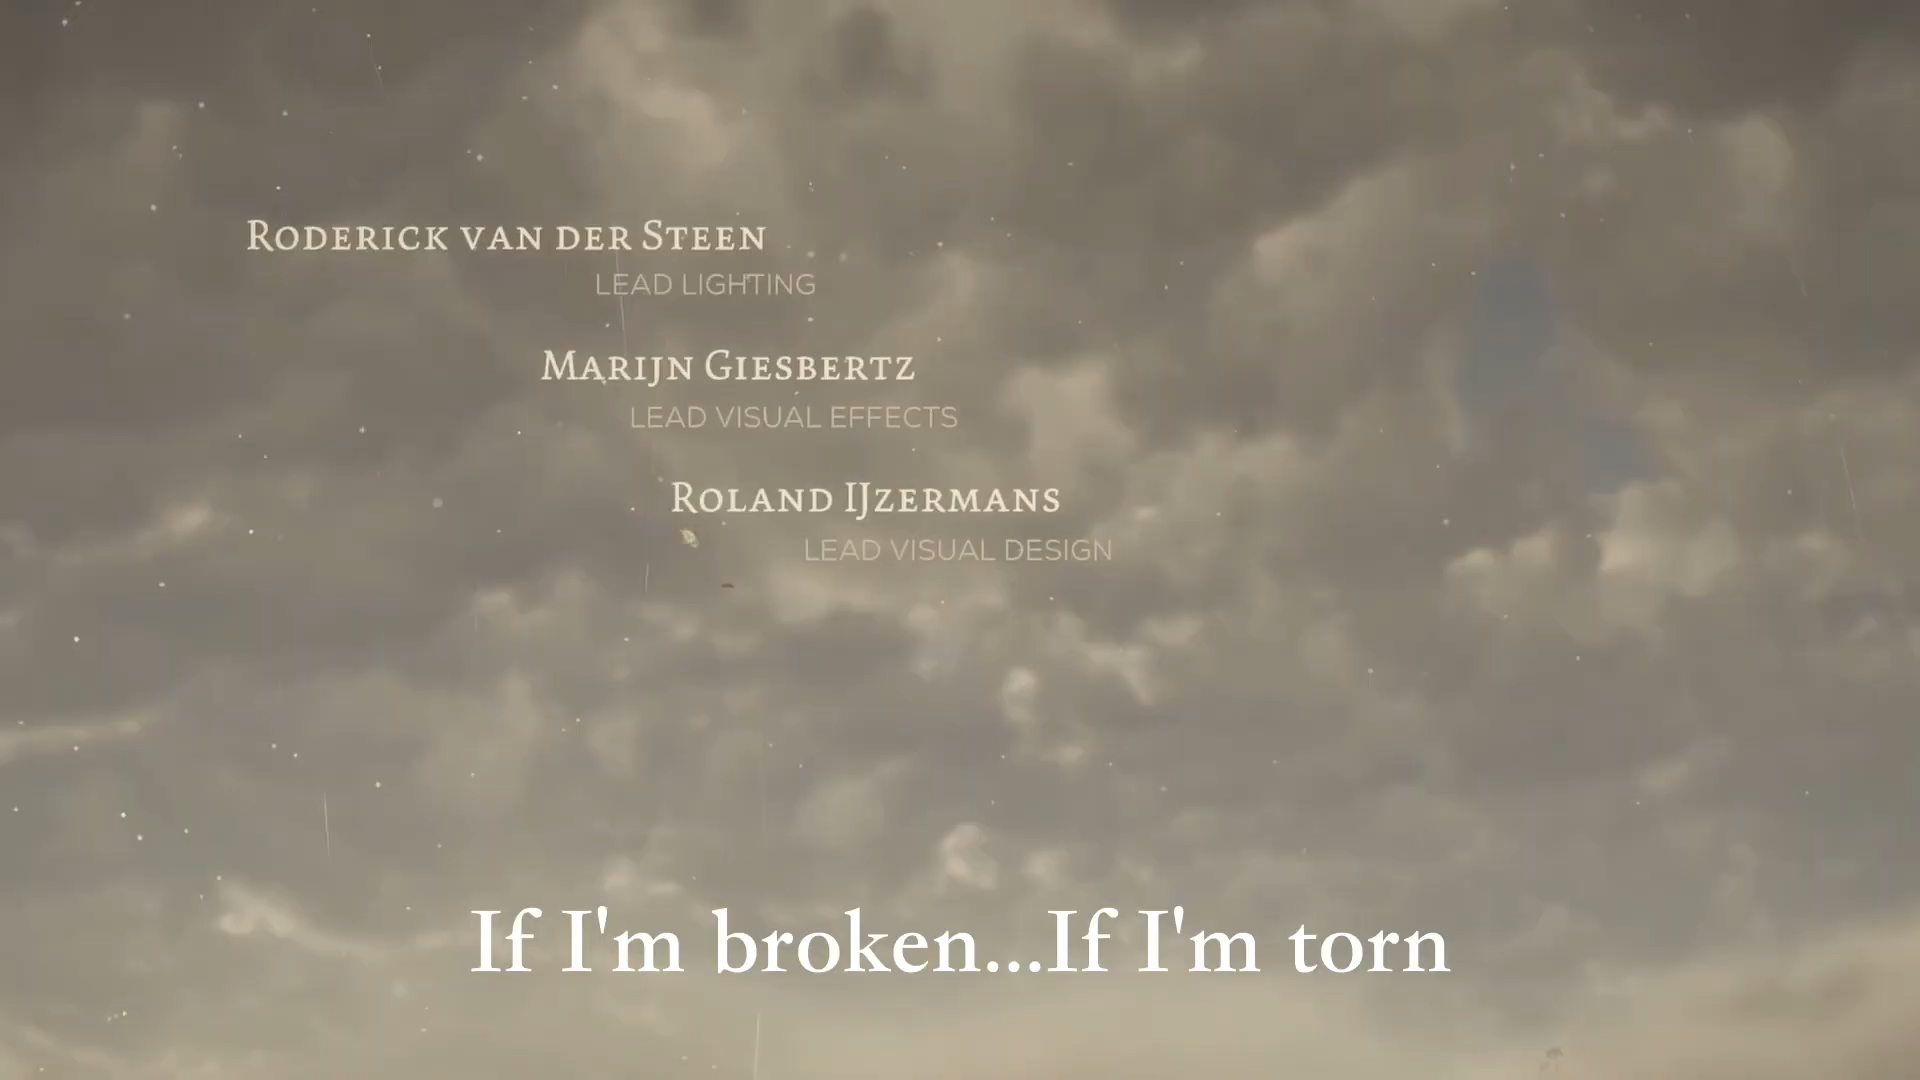 Roderick van der Steen
LEAD LIGHTING
Marijn Giesbertz
LEAD VISUAL EFFECTS
Roland IJzermans
LEAD VISUAL DESIGN
If I'm broken...If I'm torn